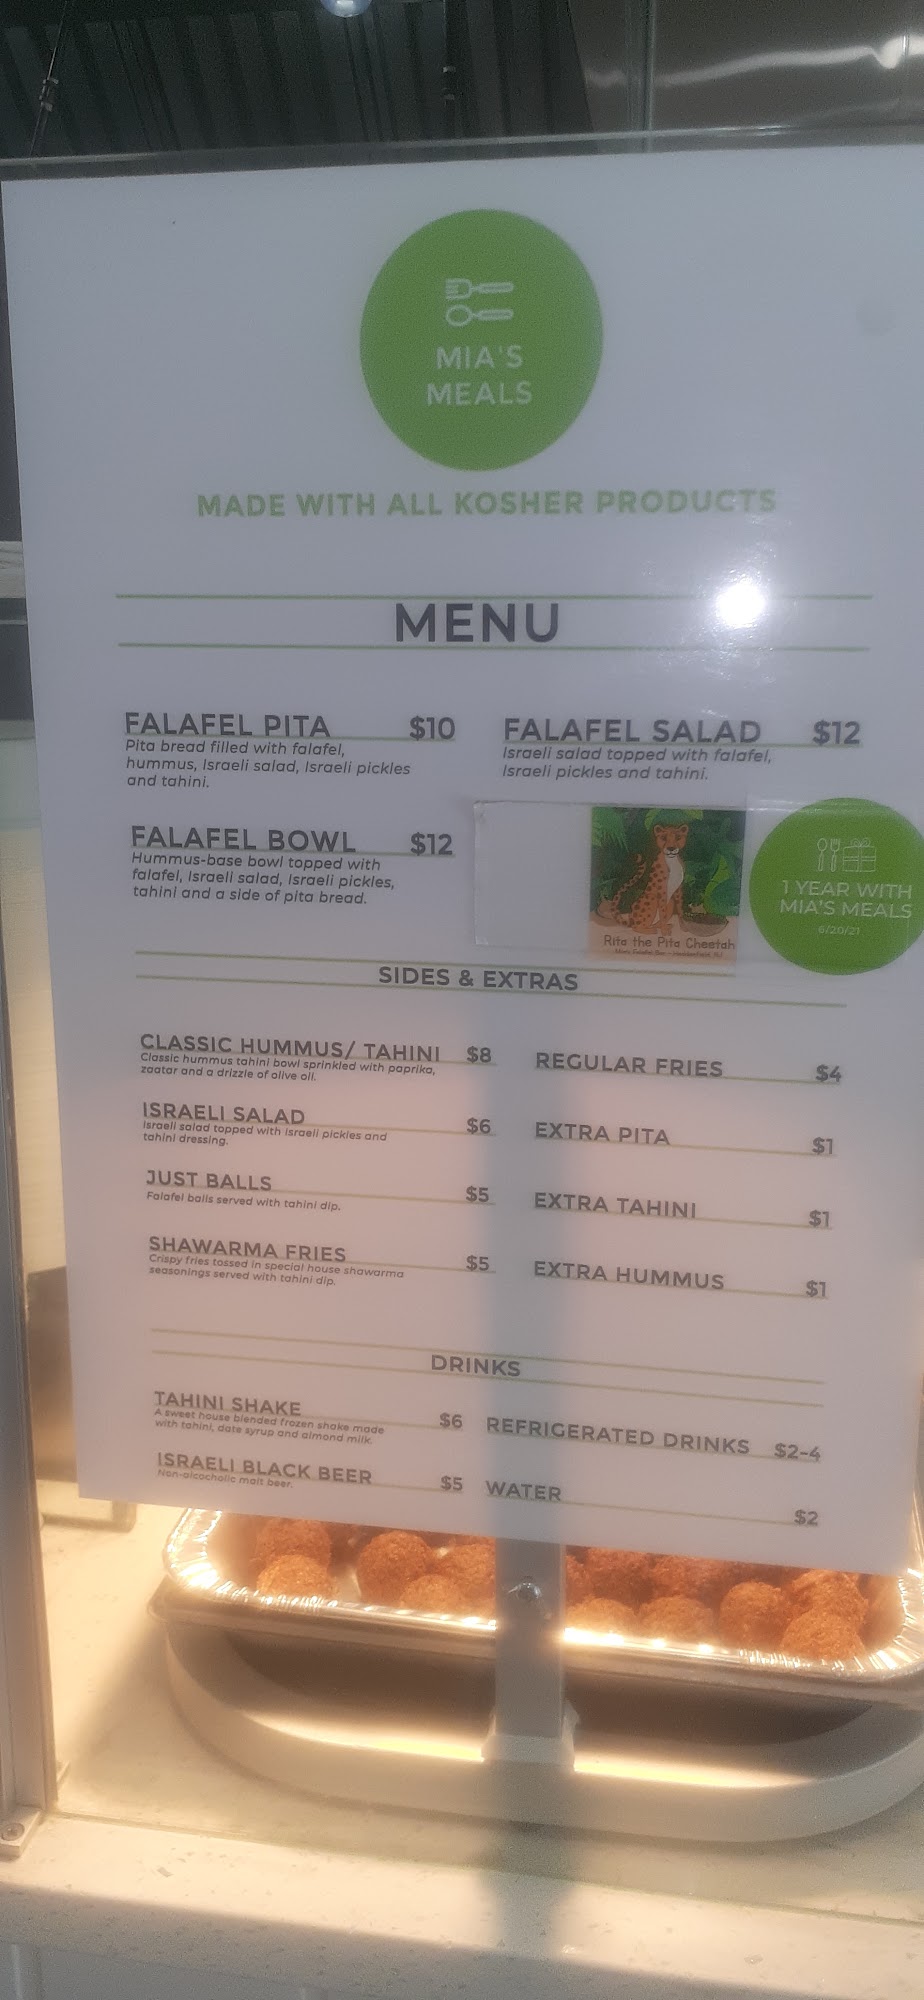 MIA'S
MEALS
MADE WITH ALL KOSHER PRODUCTS
MENU
FALAFEL PITA $10
Pita bread filled with falafel,
hummus, Israeli salad, Israeli pickles
and tahini.
FALAFEL SALAD $12
Israeli salad topped with falafel,
Israeli pickles and tahini.
FALAFEL BOWL $12
Hummus-base bowl topped with
falafel, Israeli salad, Israeli pickles,
tahini and a side of pita bread.
Rita the Pita Cheetah
1 YEAR WITH
MIA'S MEALS
6/20/21
SIDES & EXTRAS
CLASSIC HUMMUS/ TAHINI $8
Classic hummus tahini bowl sprinkled with paprika,
zaatar and a drizzle of olive oil.
ISRAELI SALAD $6
Israeli salad topped with Israeli pickles and
tahini dressing.
JUST BALLS $5
Falafel balls served with tahini dip.
SHAWARMA FRIES $5
Crispy fries tossed in special house shawarma
seasonings served with tahini dip.
REGULAR FRIES $4
EXTRA PITA $1
EXTRA TAHINI $1
EXTRA HUMMUS $1
DRINKS
TAHINI SHAKE $6
A sweet house blended frozen shake made
with tahini, date syrup and almond milk.
ISRAELI BLACK BEER $5
Non-alcocholic malt beer.
REFRIGERATED DRINKS $2-4
WATER $2